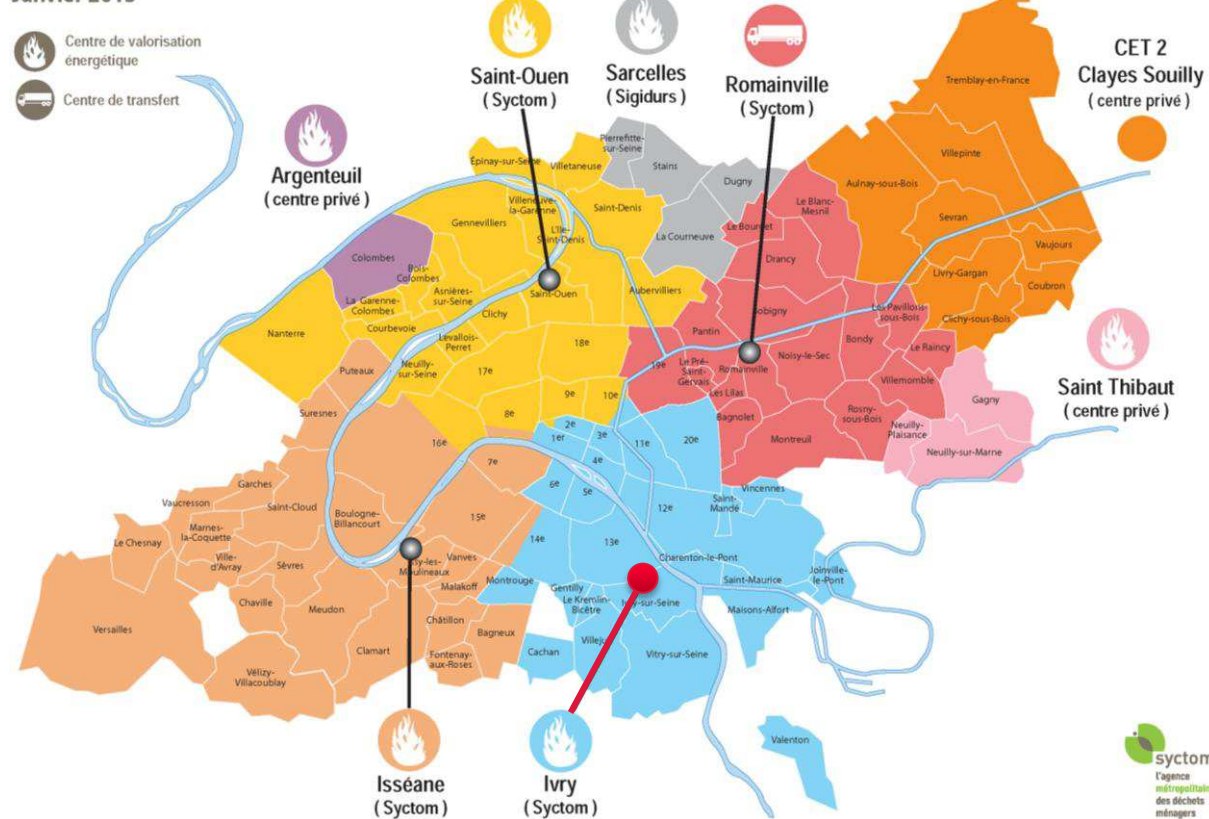 Centre de valorisation
énergétique
Centre de transfert
Argenteuil
( centre privé )
Saint-Ouen
( Syctom )
Sarcelles
( Sigidurs )
Romainville
( Syctom )
CET 2
Clayes Souilly
( centre privé )
Saint Thibaut
( centre privé )
Isséane
( Syctom )
Ivry
( Syctom )
Tremblay-en-France
Villepinte
Aulnay-sous-Bois
Sevran
Vaujours
Livry-Gargan
Coubron
Clichy-sous-Bois
Pierrefitte-
sur-Seine
Stains
Dugny
La Courneuve
Épinay-sur-Seine
Villetaneuse
Villeneuve-
la-Garenne
Saint-Denis
L'Ile-
Saint-Denis
Gennevilliers
Colombes
Bois-
Colombes
La Garenne-
Colombes
Asnières-
sur-Seine
Saint-Ouen
Aubervilliers
Clichy
Courbevoie
Nanterre
Levallois-
Perret
Neuilly-
sur-Seine
17e
18e
8e
9e
10e
Le Blanc-
Mesnil
Le Bourget
Drancy
Bobigny
Les Pavillons-
sous-Bois
Pantin
19e
Le Pré-
Saint-
Gervais
Romainville
Noisy-le-Sec
Bondy
Le Raincy
Les Lilas
Villemomble
Bagnolet
Rosny-
sous-Bois
Montreuil
Gagny
Neuilly-
Plaisance
Neuilly-sur-Marne
Puteaux
Suresnes
16e
7e
15e
Garches
Vaucresson
Saint-Cloud
Boulogne-
Billancourt
Marnes-
la-Coquette
Le Chesnay
Ville-
d'Avray
Sèvres
Issy-les-
Moulineaux
Vanves
Malakoff
Chaville
Meudon
Châtillon
Versailles
Clamart
Bagneux
Fontenay-
aux-Roses
Vélizy-
Villacoublay
1er
2e
3e
4e
11e
20e
6e
5e
12e
14e
13e
Saint-
Mandé
Vincennes
Charenton-le-Pont
Saint-Maurice
Joinville-
le-Pont
Maisons-Alfort
Montrouge
Gentilly
Le Kremlin-
Bicêtre
Ivry-sur-Seine
Cachan
Villejuif
Vitry-sur-Seine
Valenton
syctom
l'agence
métropolitaine
des déchets
ménagers